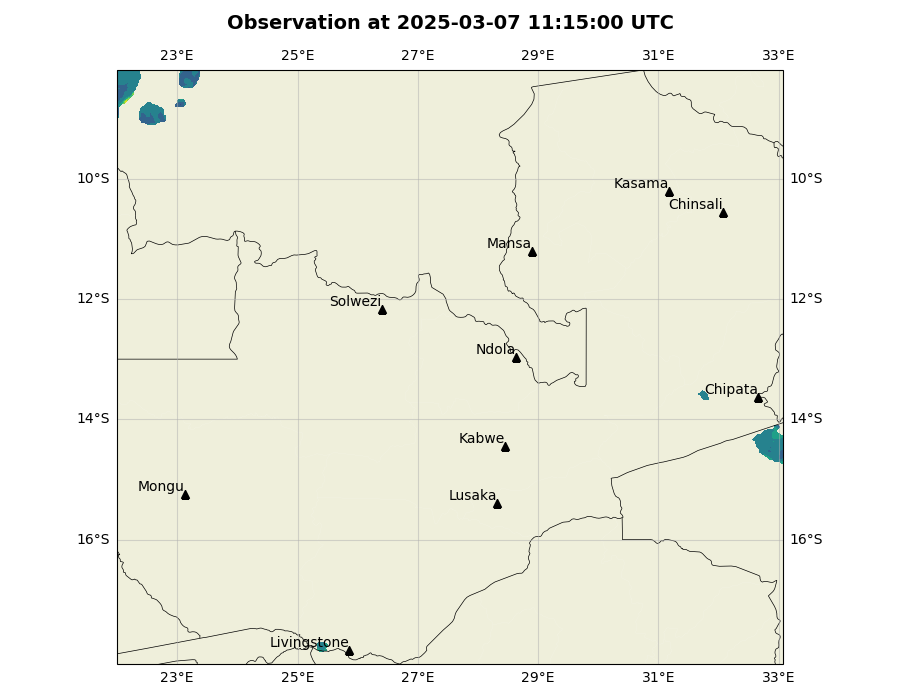 Observation at 2025-03-07 11:15:00 UTC
23°E 25°E 27°E 29°E 31°E 33°E
10°S 10°S
Kasama
Chinsali
Mansa
12°S 12°S
Solwezi
Ndola
Chipata
14°S 14°S
Kabwe
Mongu
Lusaka
16°S 16°S
Livingstone
23°E 25°E 27°E 29°E 31°E 33°E